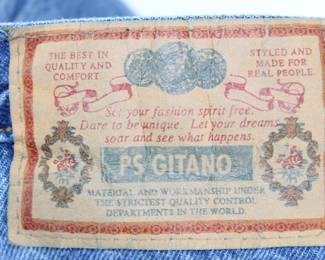 THE BEST IN
QUALITY AND
COMFORT.
STYLED AND
MADE FOR
REAL PEOPLE.
Set your fashion spirit free.
Dare to be unique. Let your dreams
soar and see what happens.
PS GITANO
MATERIAL AND WORKMANSHIP UNDER
THE STRICTEST QUALITY CONTROL
DEPARTMENTS IN THE WORLD.